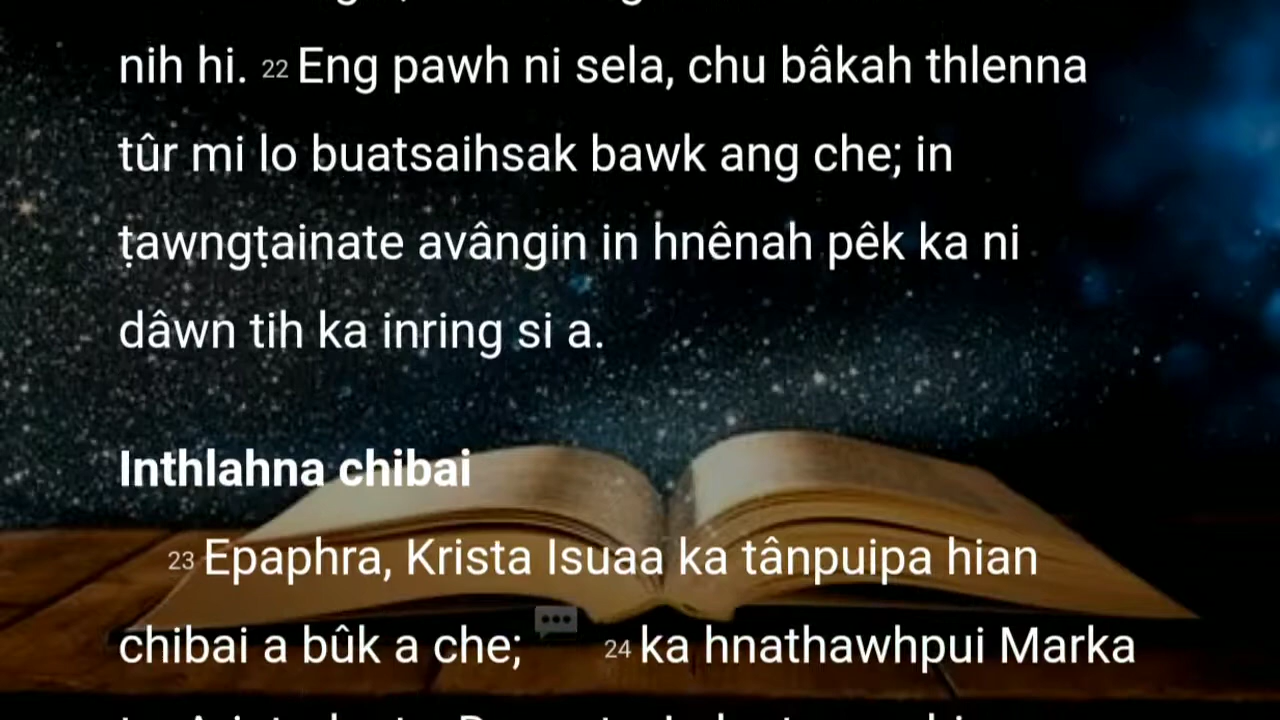 nih hi. 22 Eng pawh ni sela, chu bâkah thlenna
tûr mi lo buatsaihsak bawk ang che; in
ṭawngṭainate avângin in hnênah pêk ka ni
dâwn tih ka inring si a.
Inthlahna chibai
23 Epaphra, Krista Isuaa ka tânpuipa hian
chibai a bûk a che; 24 ka hnathawhpui Marka